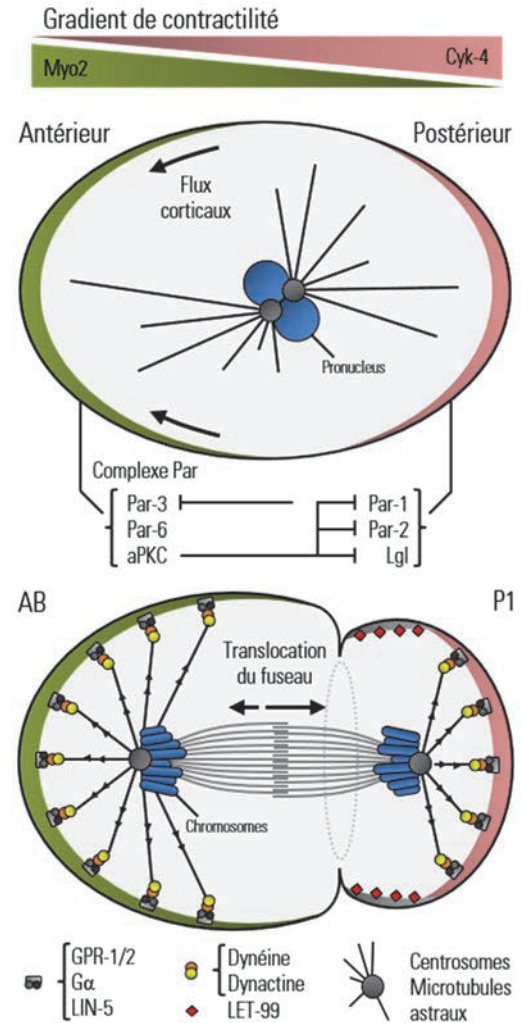 Gradient de contractilité
Myo2
Cyk-4
Antérieur
Postérieur
Flux
corticaux
Pronucleus
Complexe Par
Par-3
Par-6
aPKC
Par-1
Par-2
Lgl
AB
P1
Translocation
du fuseau
Chromosomes
GPR-1/2
Gα
LIN-5
Dynéine
Dynactine
LET-99
Centrosomes
Microtubules
astraux